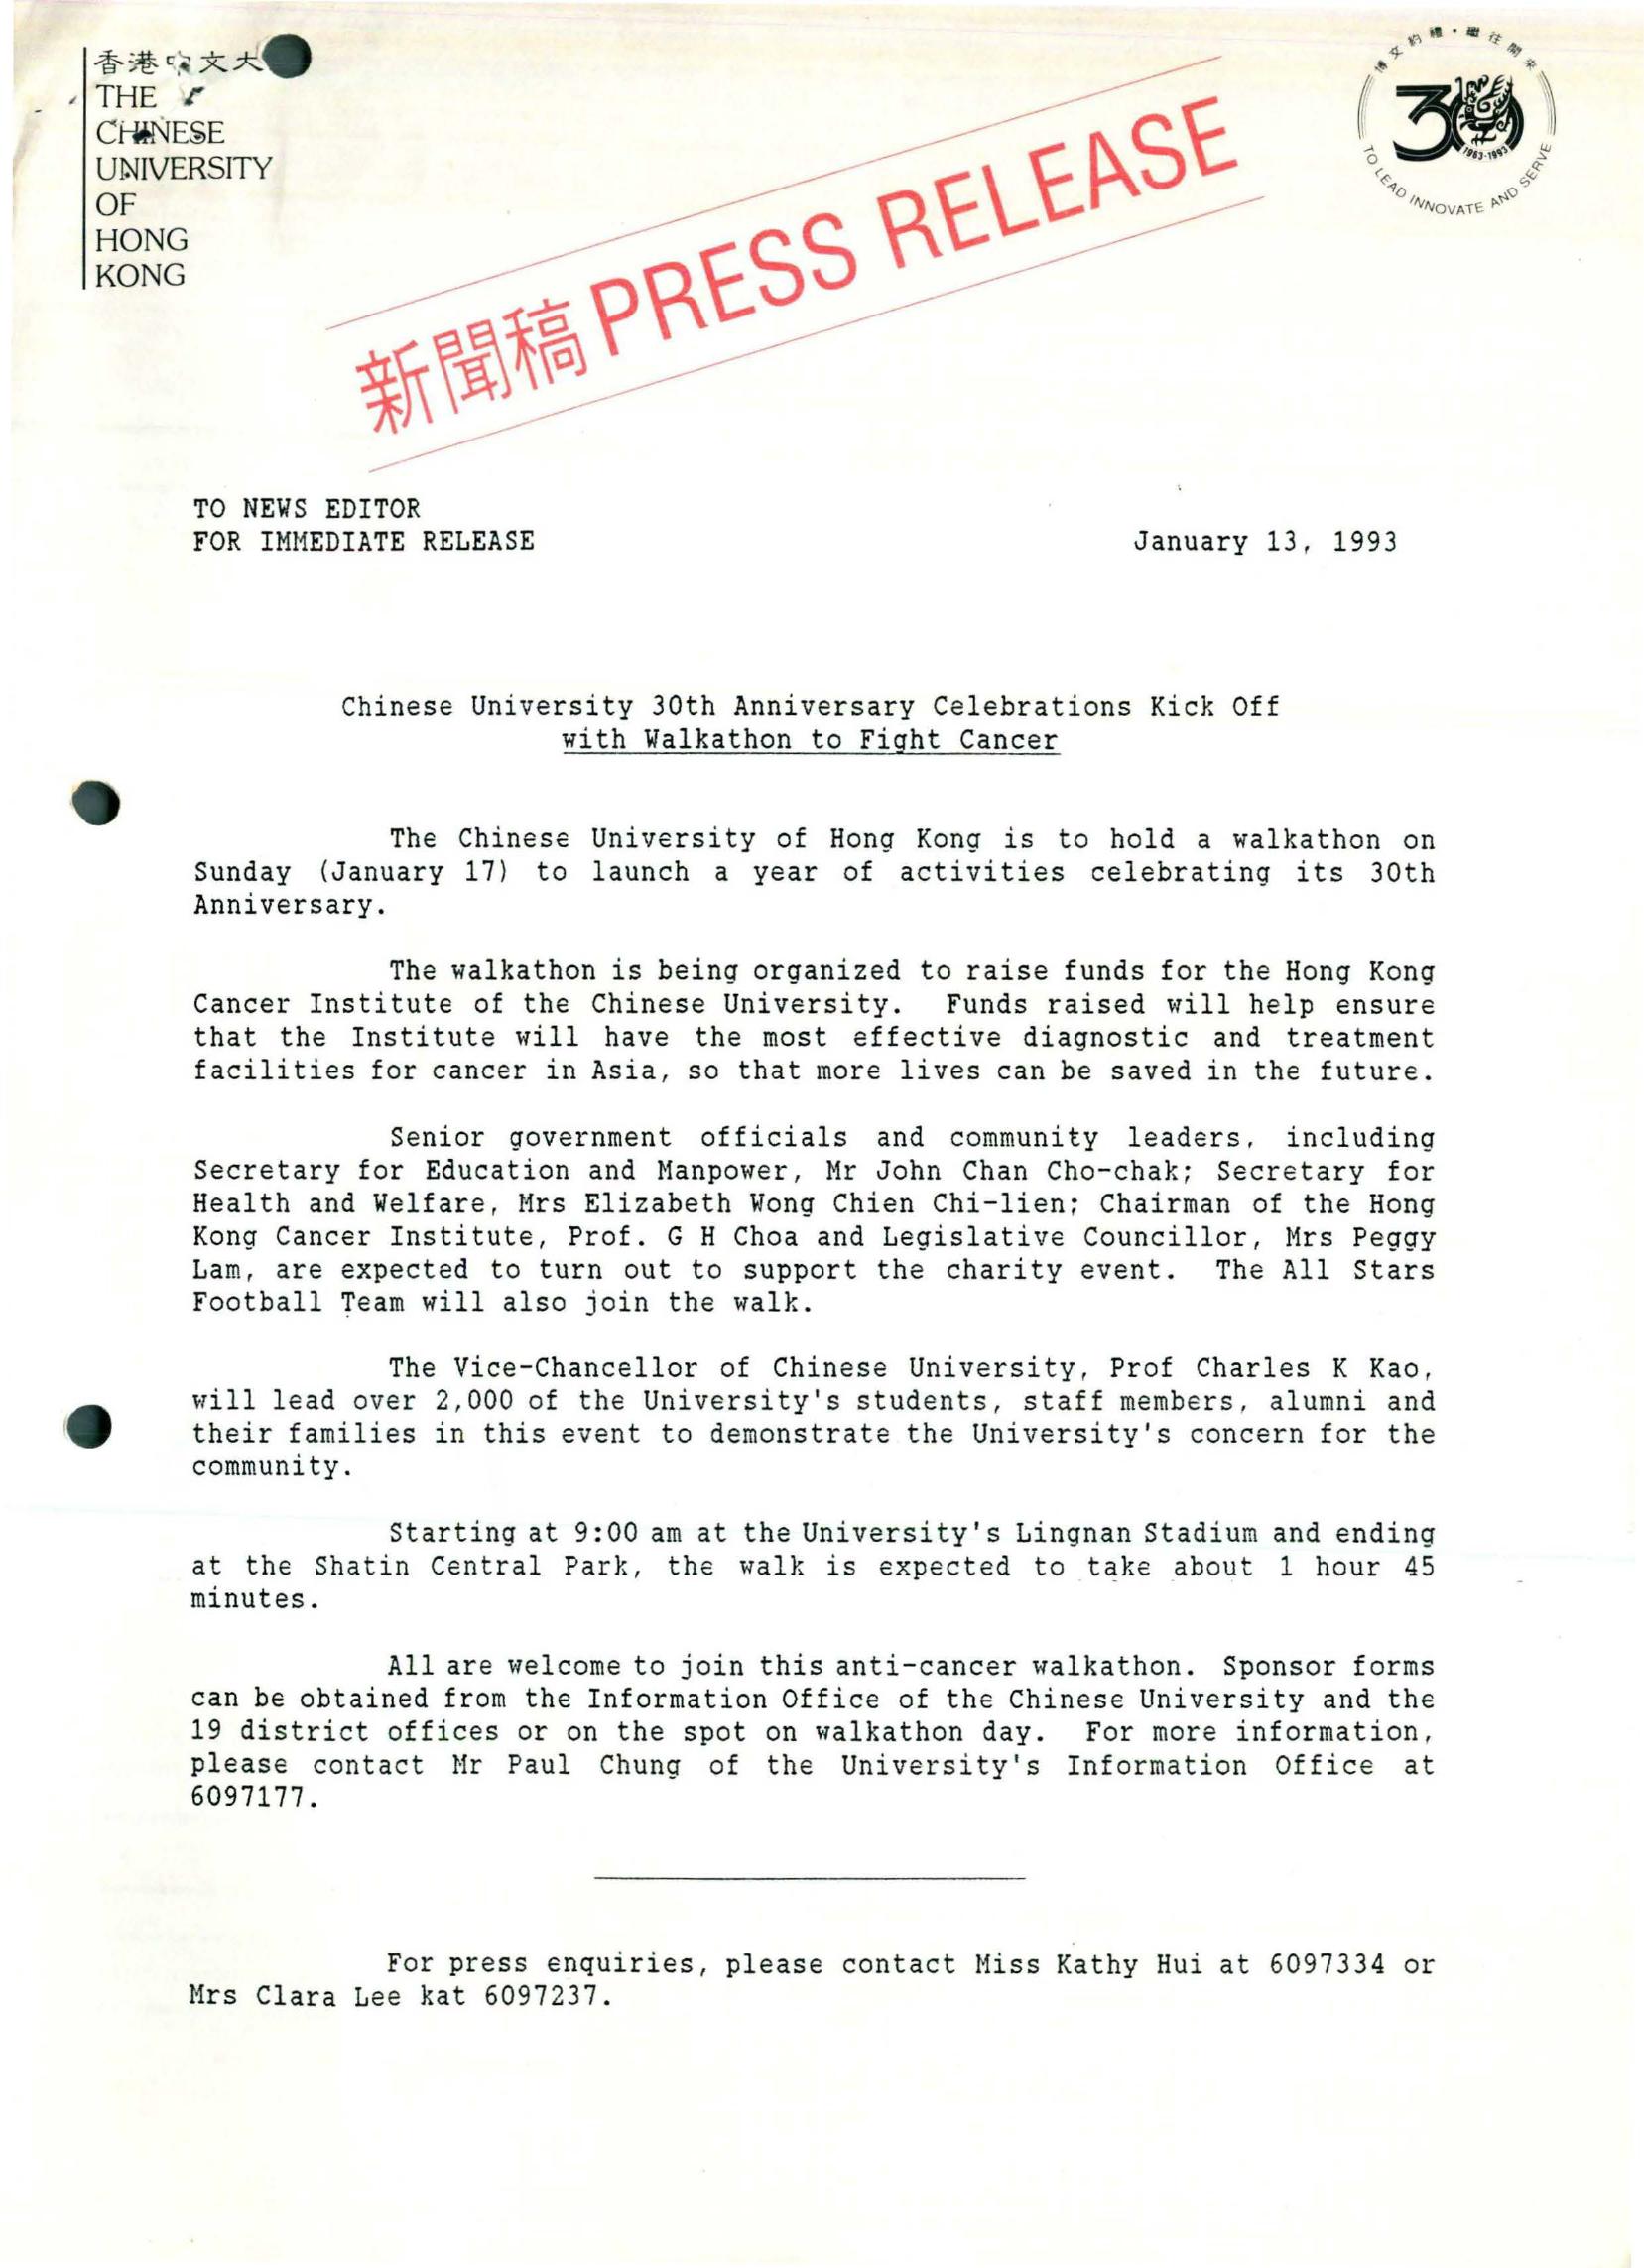 香港中文大
THE
CHINESE
UNIVERSITY
OF
HONG
KONG
博文約禮・繼往開來
30
1963-1993
TO LEAD INNOVATE AND SERVE
新聞稿 PRESS RELEASE
TO NEWS EDITOR
FOR IMMEDIATE RELEASE January 13, 1993
Chinese University 30th Anniversary Celebrations Kick Off
with Walkathon to Fight Cancer
The Chinese University of Hong Kong is to hold a walkathon on
Sunday (January 17) to launch a year of activities celebrating its 30th
Anniversary.
The walkathon is being organized to raise funds for the Hong Kong
Cancer Institute of the Chinese University. Funds raised will help ensure
that the Institute will have the most effective diagnostic and treatment
facilities for cancer in Asia, so that more lives can be saved in the future.
Senior government officials and community leaders, including
Secretary for Education and Manpower, Mr John Chan Cho-chak; Secretary for
Health and Welfare, Mrs Elizabeth Wong Chien Chi-lien; Chairman of the Hong
Kong Cancer Institute, Prof. G H Choa and Legislative Councillor, Mrs Peggy
Lam, are expected to turn out to support the charity event. The All Stars
Football Team will also join the walk.
The Vice-Chancellor of Chinese University, Prof Charles K Kao,
will lead over 2,000 of the University's students, staff members, alumni and
their families in this event to demonstrate the University's concern for the
community.
Starting at 9:00 am at the University's Lingnan Stadium and ending
at the Shatin Central Park, the walk is expected to take about 1 hour 45
minutes.
All are welcome to join this anti-cancer walkathon. Sponsor forms
can be obtained from the Information Office of the Chinese University and the
19 district offices or on the spot on walkathon day. For more information,
please contact Mr Paul Chung of the University's Information Office at
6097177.
For press enquiries, please contact Miss Kathy Hui at 6097334 or
Mrs Clara Lee kat 6097237.